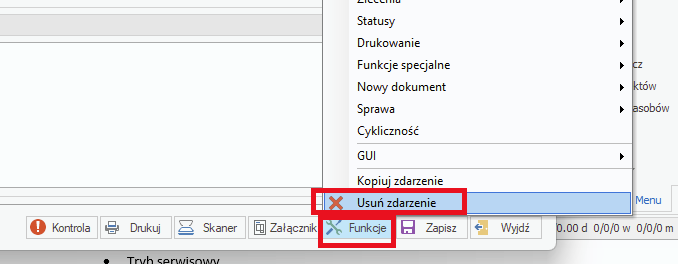 Zlecenia
Statusy
Drukowanie
Funkcje specjalne
cz
Nowy dokument
któw
Sprawa
asobów
Cykliczność
GUI
Kopiuj zdarzenie
Usuń zdarzenie
Menu
Kontrola
Drukuj
Skaner
Załącznik
Funkcje
Zapisz
Wyjdź
00.00 d 0/0/0 w 0/0/0 m
Tryb serwisowy